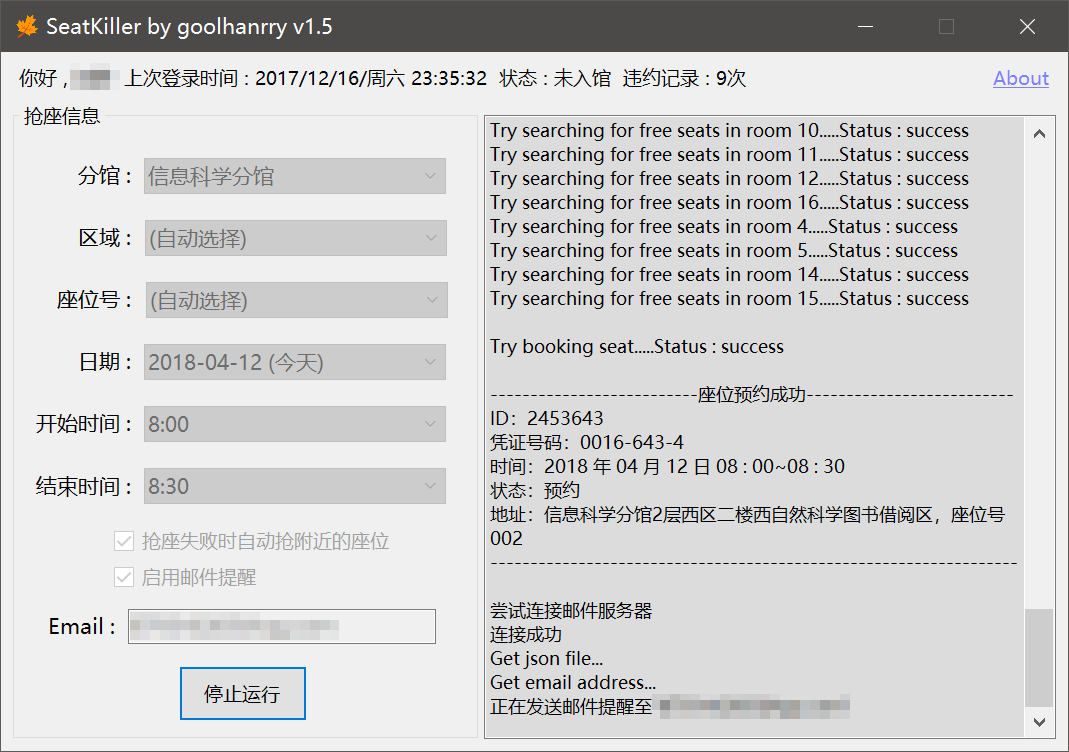 SeatKiller by goolhanrry v1.5
你好 , 上次登录时间 : 2017/12/16/周六 23:35:32 状态 : 未入馆 违约记录 : 9次
About
抢座信息
分馆 : 信息科学分馆
区域 : (自动选择)
座位号 : (自动选择)
日期 : 2018-04-12 (今天)
开始时间 : 8:00
结束时间 : 8:30
抢座失败时自动抢附近的座位
启用邮件提醒
Email :
停止运行
Try searching for free seats in room 10.....Status : success
Try searching for free seats in room 11.....Status : success
Try searching for free seats in room 12.....Status : success
Try searching for free seats in room 16.....Status : success
Try searching for free seats in room 4.....Status : success
Try searching for free seats in room 5.....Status : success
Try searching for free seats in room 14.....Status : success
Try searching for free seats in room 15.....Status : success
Try booking seat.....Status : success
--------------------------座位预约成功--------------------------
ID：2453643
凭证号码：0016-643-4
时间：2018 年 04 月 12 日 08 : 00~08 : 30
状态：预约
地址：信息科学分馆2层西区二楼西自然科学图书借阅区，座位号
002
------------------------------------------------------------------
尝试连接邮件服务器
连接成功
Get json file...
Get email address...
正在发送邮件提醒至